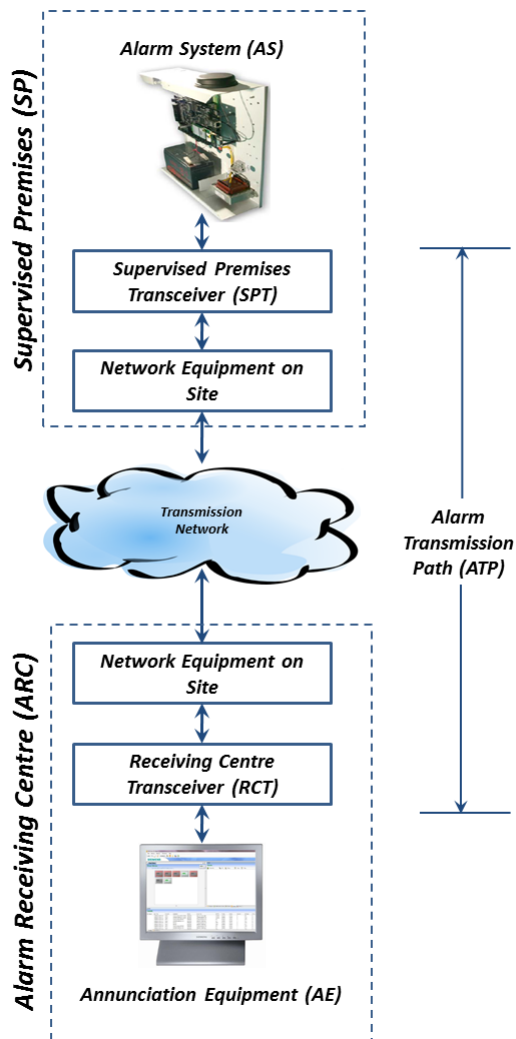 Supervised Premises (SP)
Alarm System (AS)
Supervised Premises
Transceiver (SPT)
Network Equipment on
Site
Transmission
Network
Alarm
Transmission
Path (ATP)
Alarm Receiving Centre (ARC)
Network Equipment on
Site
Receiving Centre
Transceiver (RCT)
Annunciation Equipment (AE)